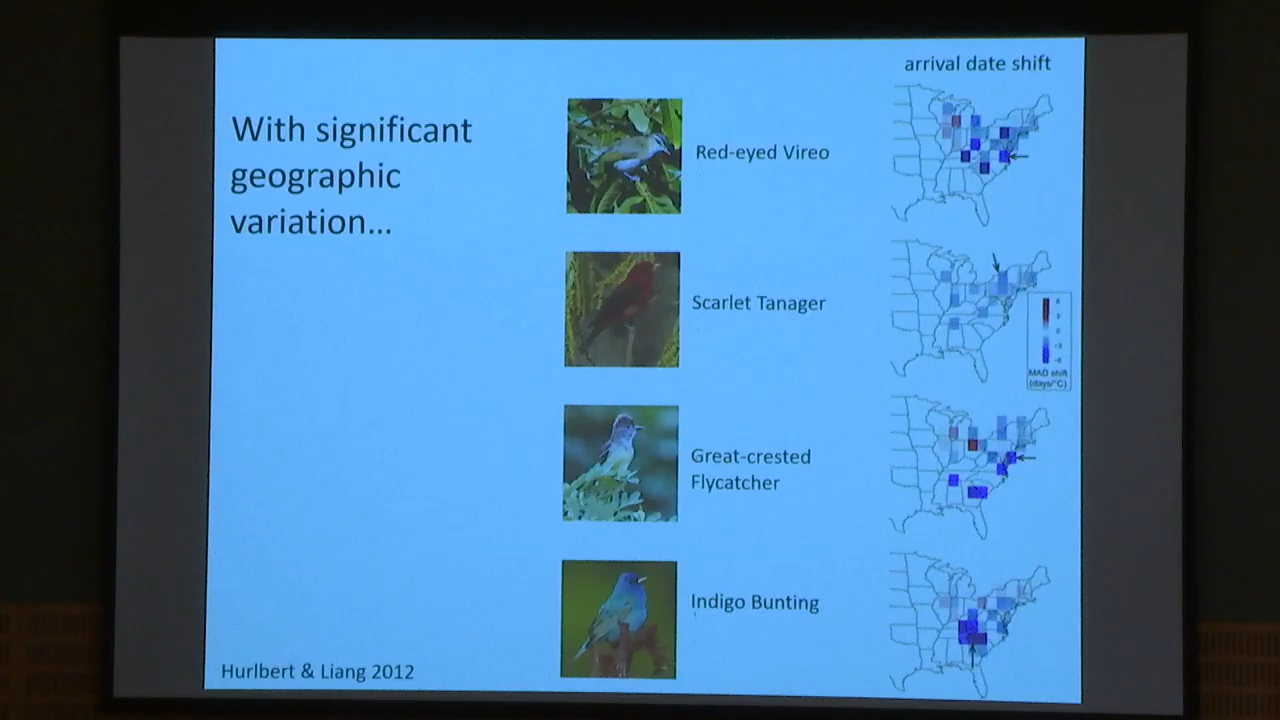 With significant
geographic
variation...
arrival date shift
Red-eyed Vireo
Scarlet Tanager
MAD shift
(days/°C)
Great-crested
Flycatcher
Indigo Bunting
Hurlbert & Liang 2012